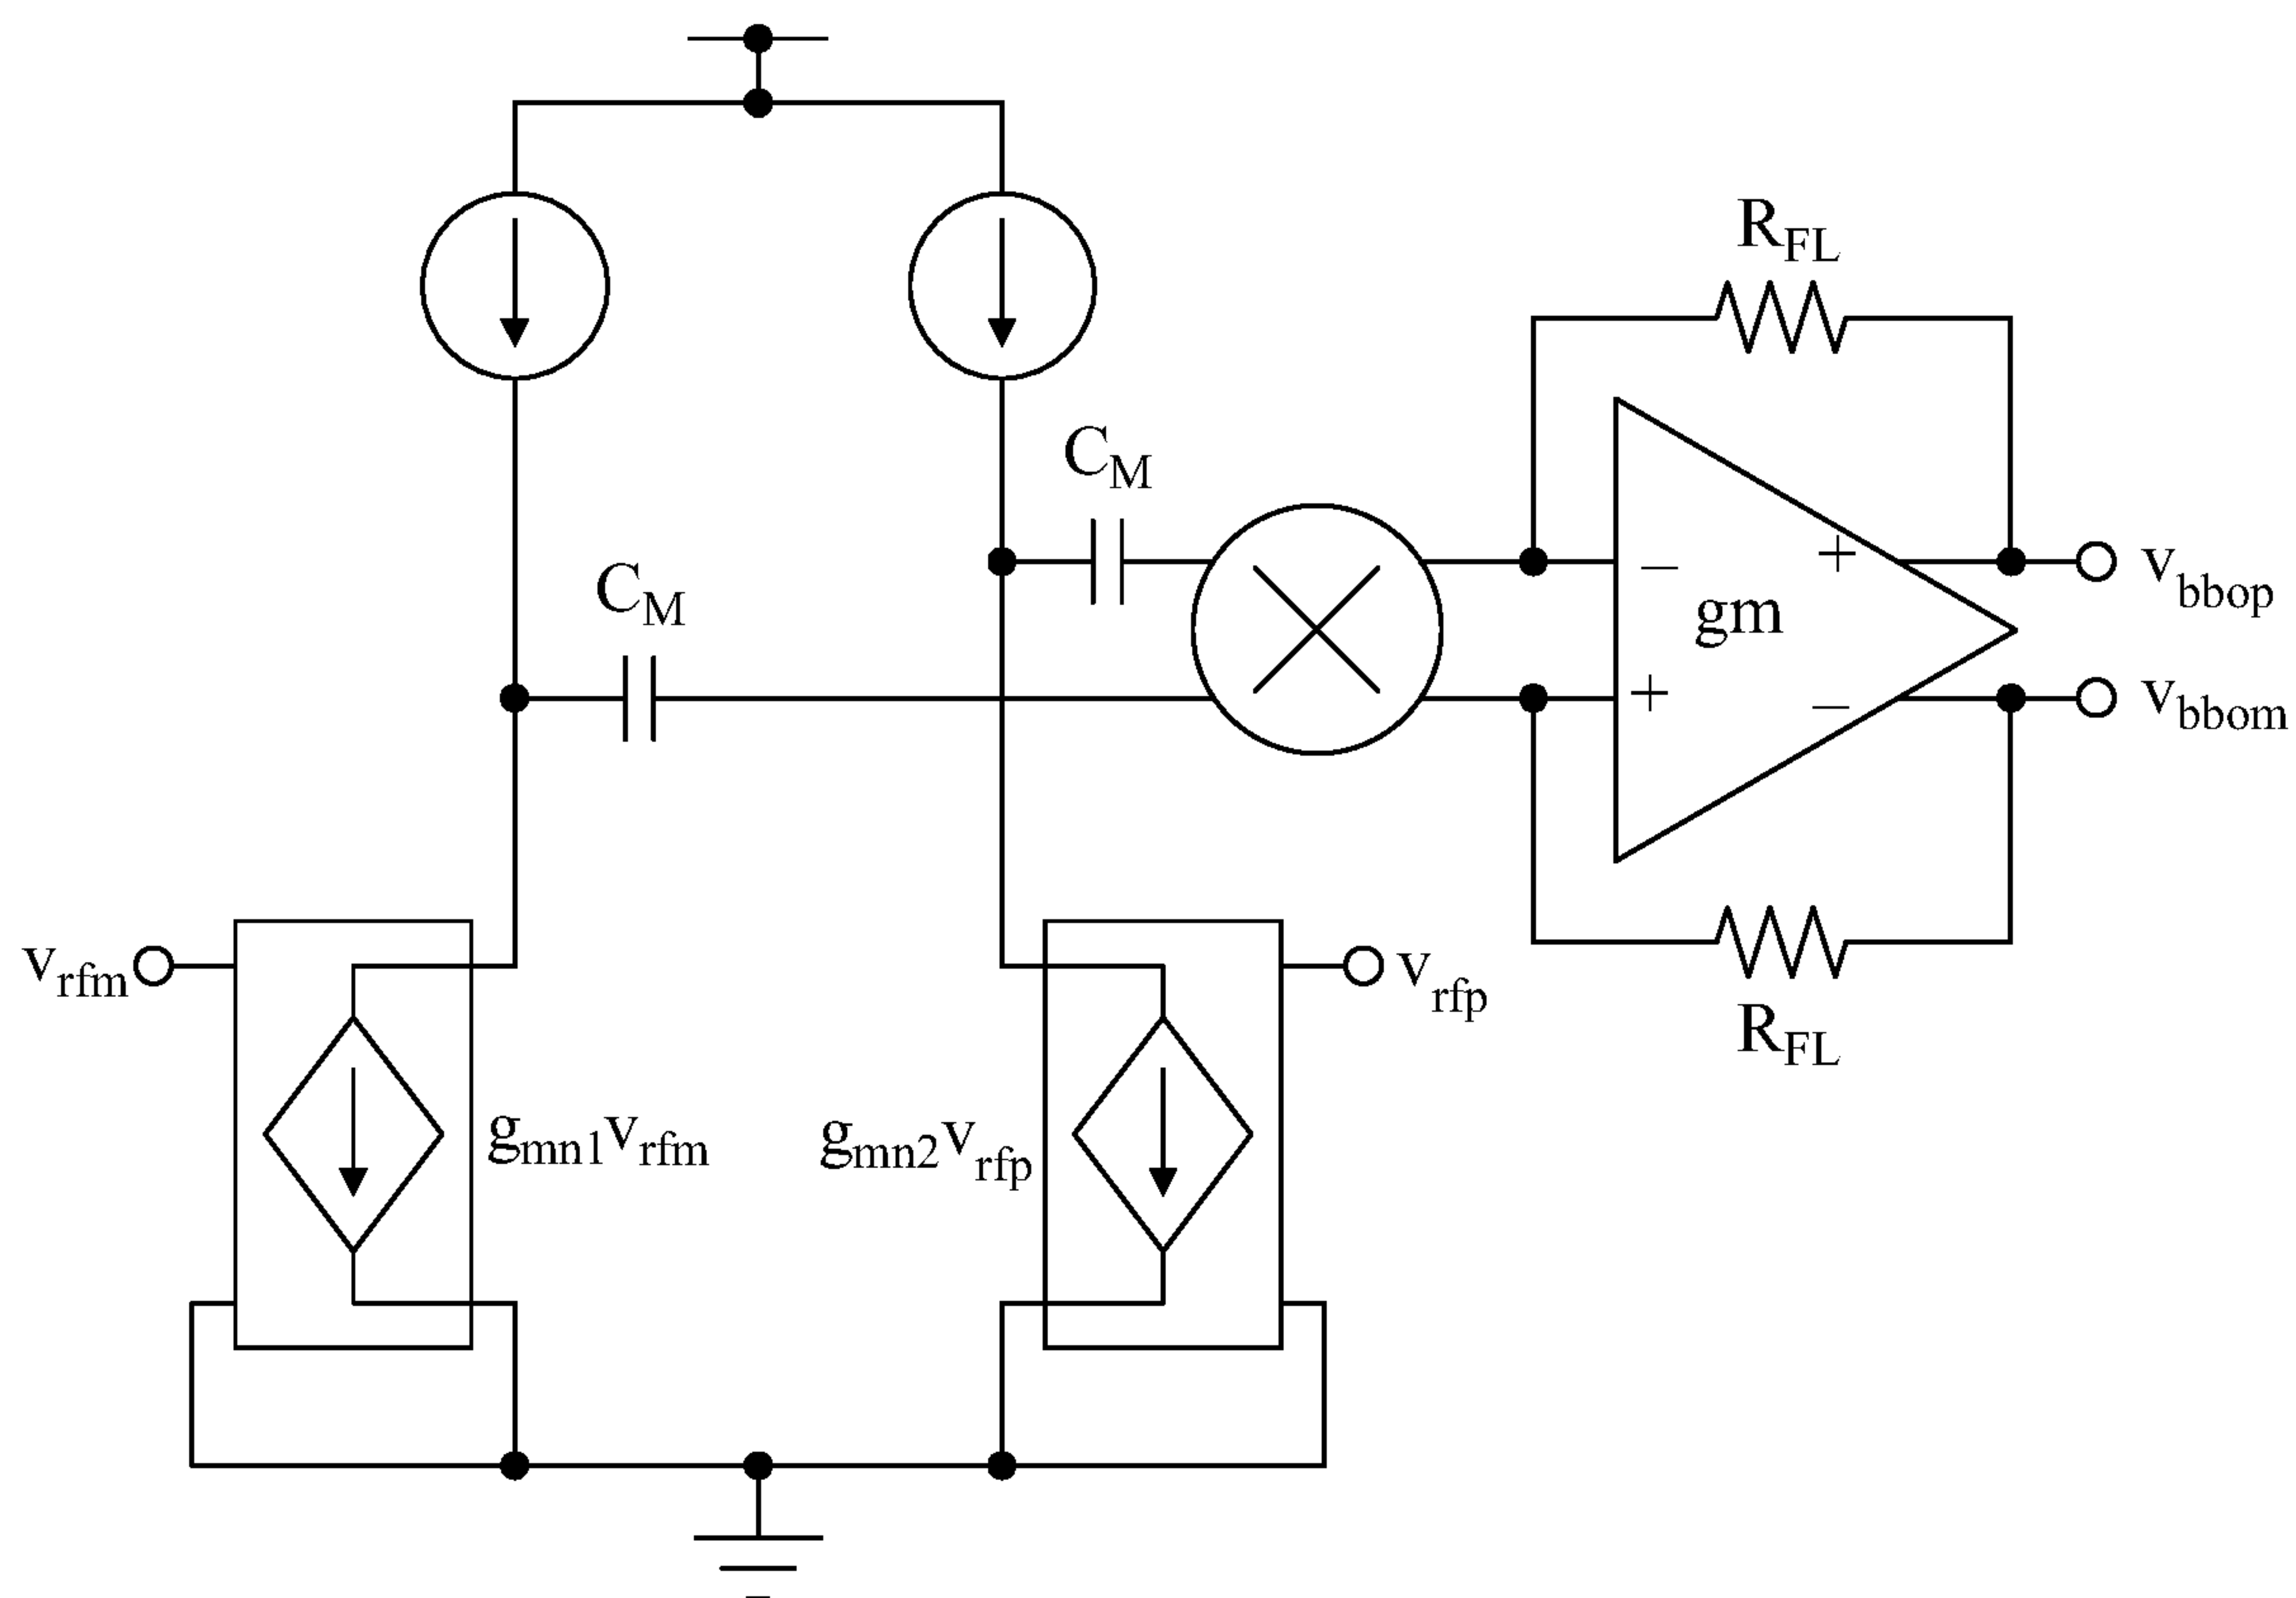 R_FL
C_M
C_M
+
v_bbop
−
gm
+
−
v_bbom
v_rfm
v_rfp
R_FL
g_mn1v_rfm
g_mn2v_rfp